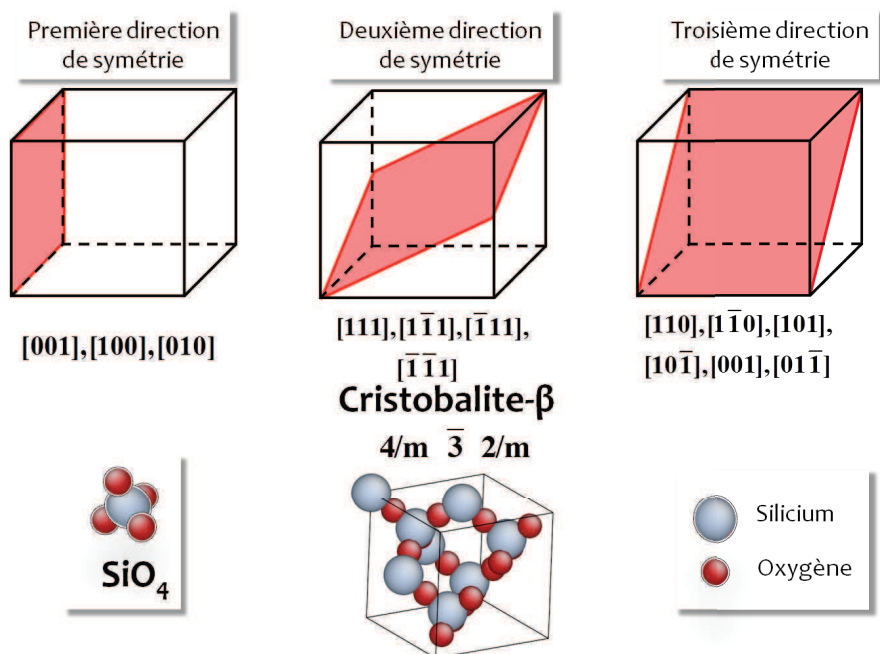 Première direction
de symétrie
Deuxième direction
de symétrie
Troisième direction
de symétrie
[001],[100],[010]
[111],[11̅1],[1̅11],
[1̅1̅1]
[110],[11̅0],[101],
[101̅],[001],[011̅]
Cristobalite-β
4/m 3̅ 2/m
SiO₄
Silicium
Oxygène